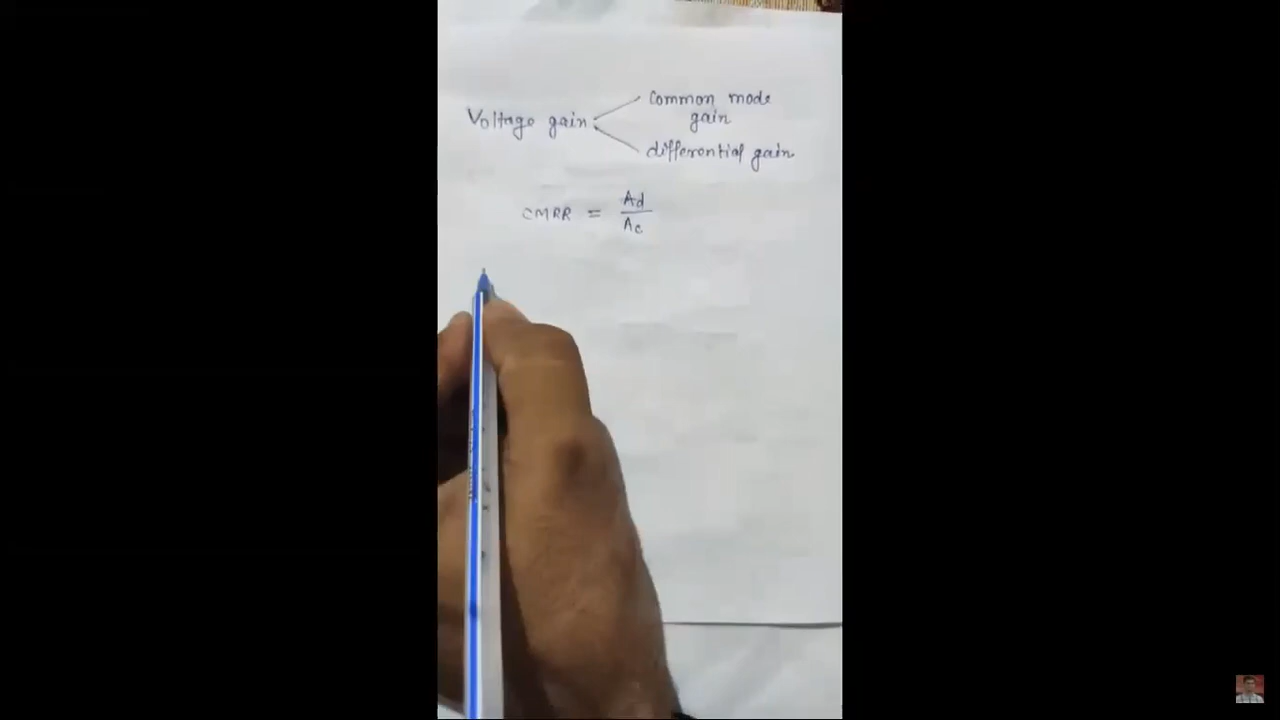 Voltage gain
Common mode
gain
differential gain
CMRR = Ad
Ac